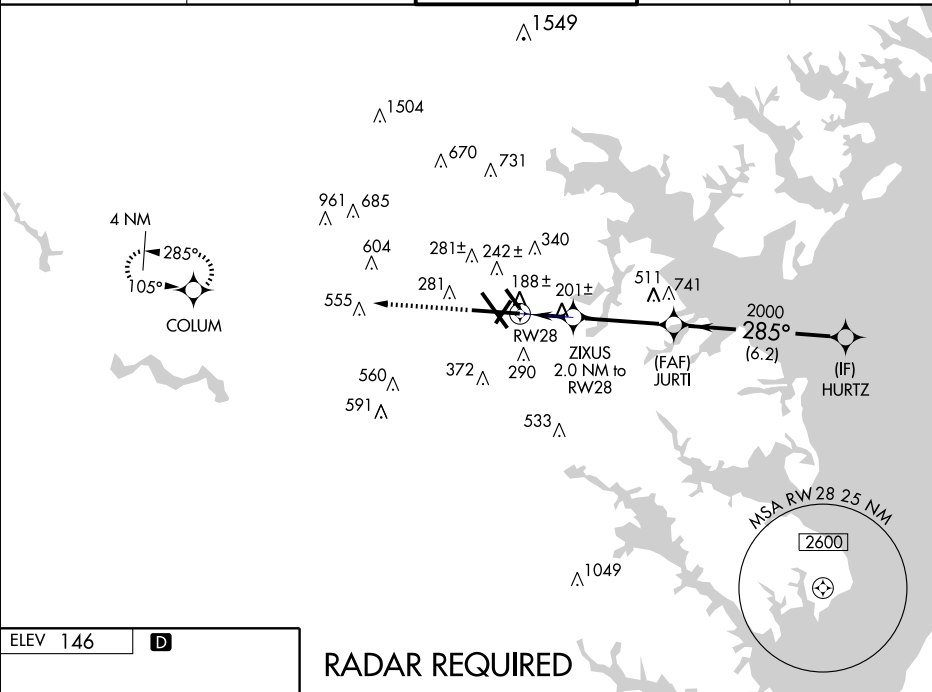 1549
1504
670
731
961
685
4 NM
604
281±
242±
340
285°
105°
281
188±
201±
511
741
555
2000
285°
(6.2)
COLUM
RW28
ZIXUS
2.0 NM to
RW28
(FAF)
JURTI
(IF)
HURTZ
290
372
560
591
533
MSA RW28 25 NM
2600
1049
ELEV 146
D
RADAR REQUIRED